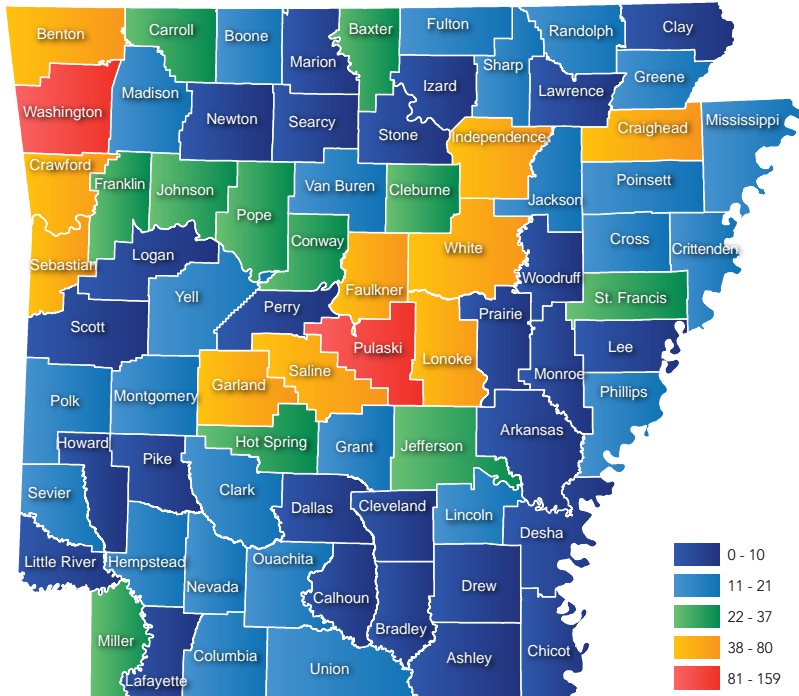 Benton
Carroll
Boone
Marion
Baxter
Fulton
Randolph
Clay
Sharp
Izard
Greene
Washington
Madison
Newton
Searcy
Stone
Lawrence
Mississippi
Independence
Craighead
Crawford
Franklin
Johnson
Pope
Van Buren
Cleburne
Jackson
Poinsett
Conway
White
Cross
Crittenden
Sebastian
Logan
Yell
Faulkner
Woodruff
St. Francis
Scott
Perry
Prairie
Pulaski
Lonoke
Lee
Saline
Garland
Monroe
Polk
Montgomery
Phillips
Howard
Pike
Hot Spring
Grant
Jefferson
Arkansas
Sevier
Clark
Dallas
Cleveland
Lincoln
Desha
Little River
Hempstead
Nevada
Ouachita
Calhoun
Drew
Miller
Lafayette
Columbia
Union
Bradley
Ashley
Chicot
0 - 10
11 - 21
22 - 37
38 - 80
81 - 159